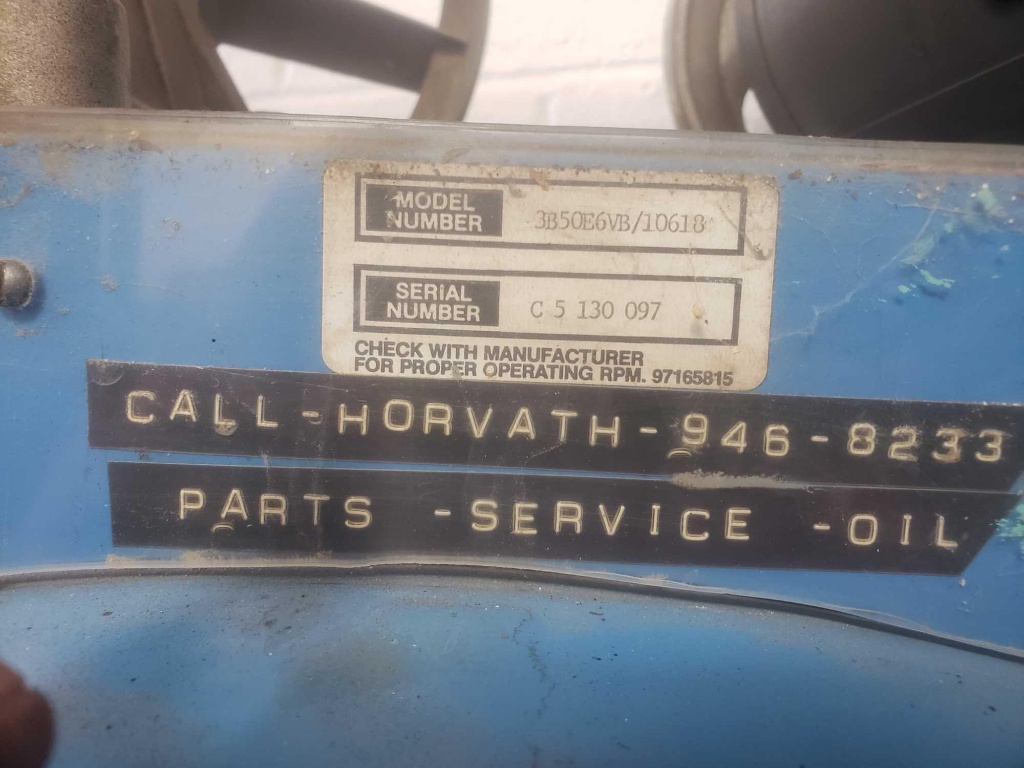 MODEL
NUMBER
3B50E6VB/10618
SERIAL
NUMBER
C 5 130 097
CHECK WITH MANUFACTURER
FOR PROPER OPERATING RPM. 97165815
CALL-HORVATH-946-8233
PARTS -SERVICE -OIL